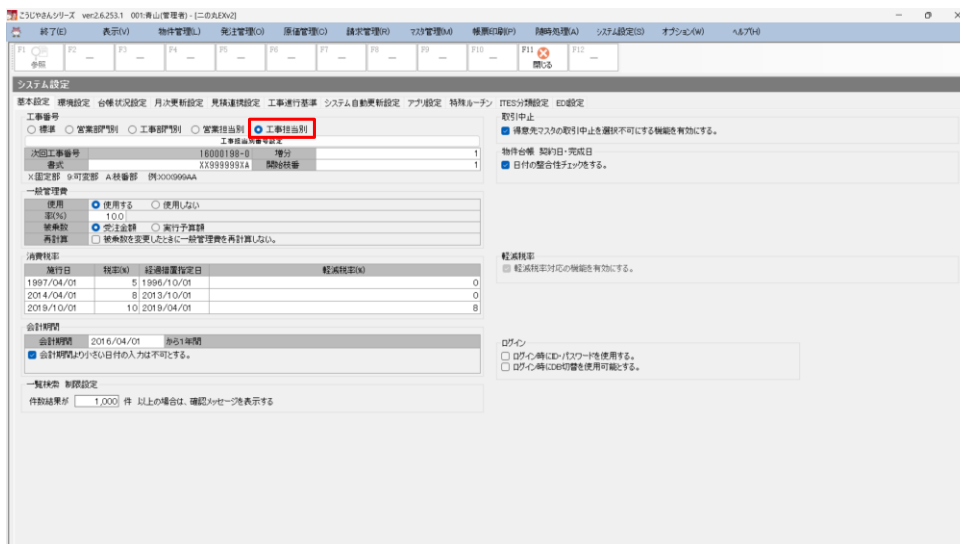 こうじやさんシリーズ ver:2.6.253.1 001:青山(管理者) - [二の丸EXv2]
終了(E) 表示(V) 物件管理(L) 発注管理(O) 原価管理(C) 請求管理(R) マスタ管理(M) 帳票印刷(P) 随時処理(A) システム設定(S) オプション(W) ヘルプ(H)
F1 参照 F2 ― F3 ― F4 ― F5 ― F6 ― F7 ― F8 ― F9 ― F10 ― F11 閉じる F12 ―
システム設定
基本設定 環境設定 台帳状況設定 月次更新設定 見積連携設定 工事進行基準 システム自動更新設定 アプリ設定 特殊ルーチン ITES分類設定 EDI設定
工事番号
標準 営業部門別 工事部門別 営業担当別 工事担当別
工事担当別番号設定
次回工事番号 16000198-0 増分 1
書式 XX999999XA 開始枝番 1
X:固定部 9:可変部 A:枝番部 例:XXX999AA
一般管理費
使用 使用する 使用しない
率(%) 10.0
被乗数 受注金額 実行予算額
再計算 被乗数を変更したときに一般管理費を再計算しない。
消費税率
施行日 税率(%) 経過措置指定日 軽減税率(%)
1997/04/01 5 1996/10/01 0
2014/04/01 8 2013/10/01 0
2019/10/01 10 2019/04/01 8
会計期間
会計期間 2016/04/01 から1年間
会計期間より小さい日付の入力は不可とする。
一覧検索 制限設定
件数結果が 1,000 件 以上の場合は、確認メッセージを表示する
取引中止
得意先マスタの取引中止を選択不可にする機能を有効にする。
物件台帳 契約日・完成日
日付の整合性チェックをする。
軽減税率
軽減税率対応の機能を有効にする。
ログイン
ログイン時にID・パスワードを使用する。
ログイン時にDB切替を使用可能とする。